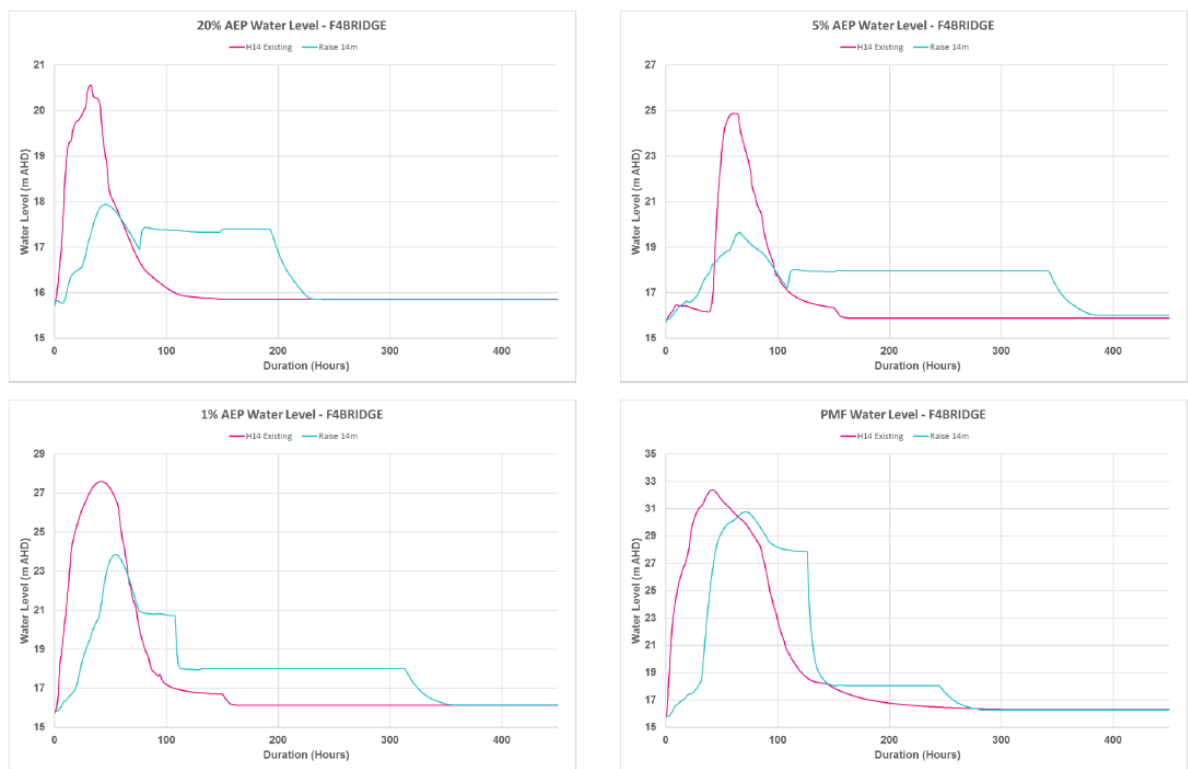 20% AEP Water Level - F4BRIDGE
H14 Existing Raise 14m
21
20
19
18
17
16
15
Water Level (m AHD)
0 100 200 300 400
Duration (Hours)
5% AEP Water Level - F4BRIDGE
H14 Existing Raise 14m
27
25
23
21
19
17
15
Water Level (m AHD)
0 100 200 300 400
Duration (Hours)
1% AEP Water Level - F4BRIDGE
H14 Existing Raise 14m
29
27
25
23
21
19
17
15
Water Level (m AHD)
0 100 200 300 400
Duration (Hours)
PMF Water Level - F4BRIDGE
H14 Existing Raise 14m
35
33
31
29
27
25
23
21
19
17
15
Water Level (m AHD)
0 100 200 300 400
Duration (Hours)